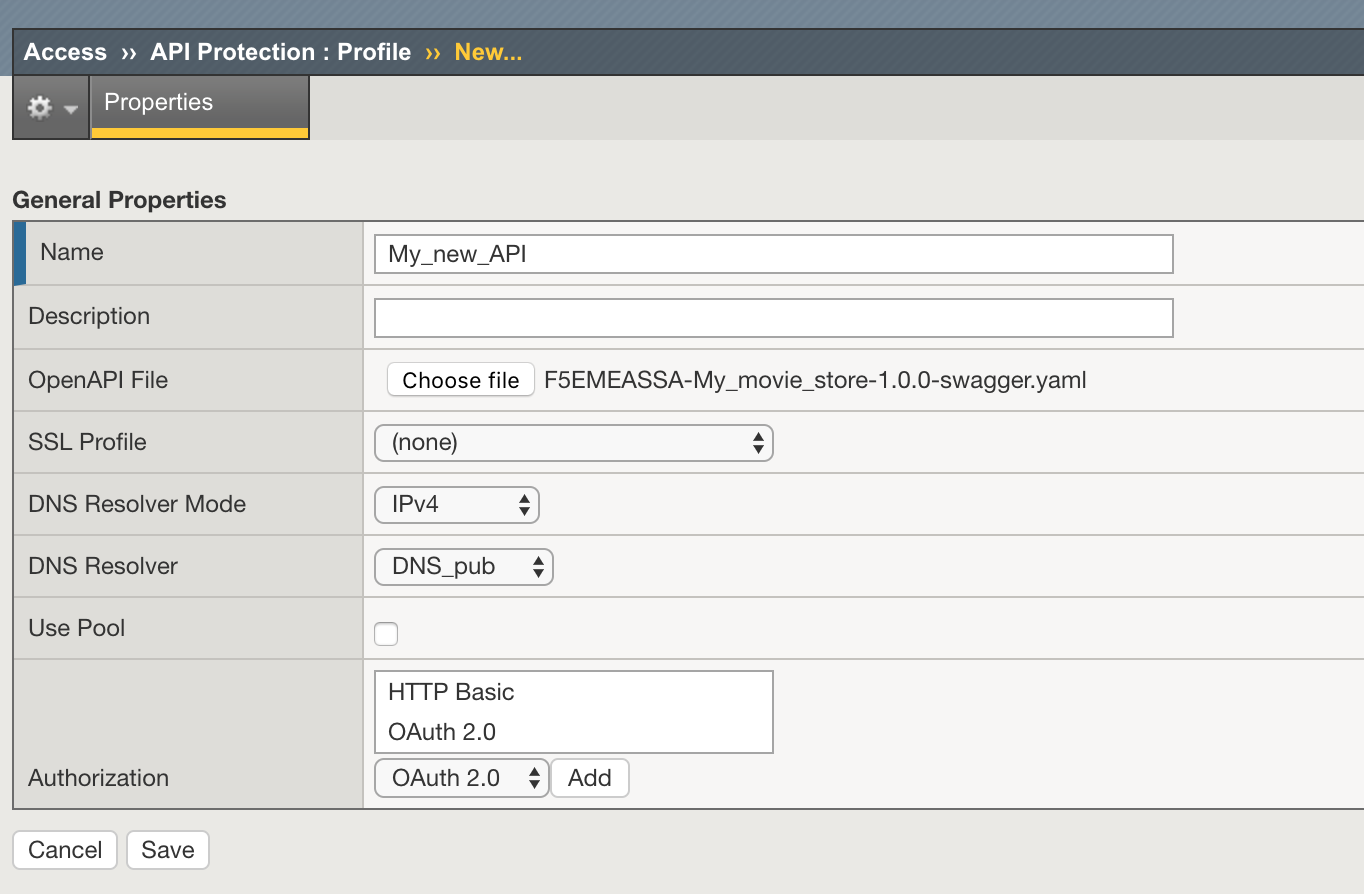 Access ›› API Protection : Profile ›› New...
Properties
General Properties
Name My_new_API
Description
OpenAPI File Choose file F5EMEASSA-My_movie_store-1.0.0-swagger.yaml
SSL Profile (none)
DNS Resolver Mode IPv4
DNS Resolver DNS_pub
Use Pool
HTTP Basic
OAuth 2.0
Authorization OAuth 2.0 Add
Cancel Save